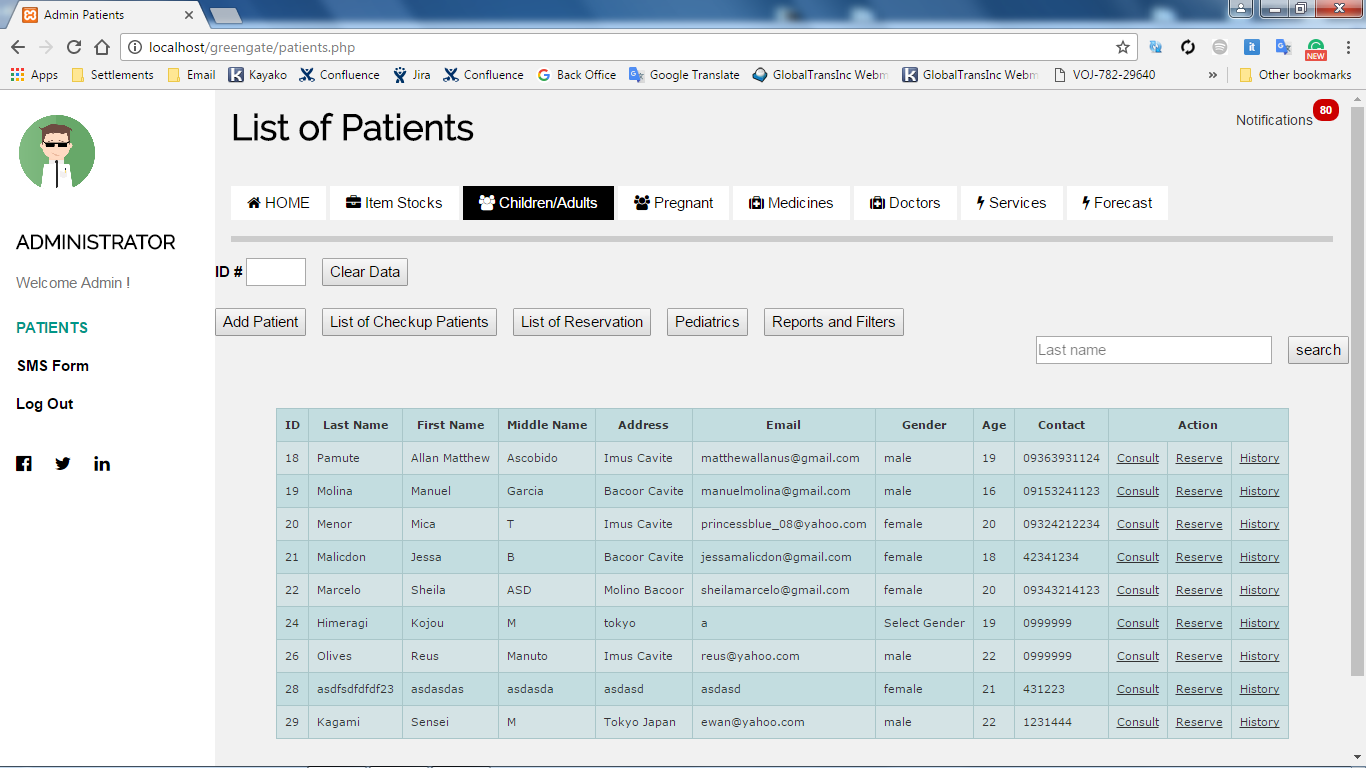 Admin Patients
localhost/greengate/patients.php
Apps Settlements Email Kayako Confluence Jira Confluence Back Office Google Translate GlobalTransInc Webm GlobalTransInc Webm VOJ-782-29640 » Other bookmarks
NEW
List of Patients
Notifications 80
HOME Item Stocks Children/Adults Pregnant Medicines Doctors Services Forecast
ADMINISTRATOR
Welcome Admin !
PATIENTS
SMS Form
Log Out
ID # Clear Data
Add Patient List of Checkup Patients List of Reservation Pediatrics Reports and Filters
Last name search
ID Last Name First Name Middle Name Address Email Gender Age Contact Action
18 Pamute Allan Matthew Ascobido Imus Cavite matthewallanus@gmail.com male 19 09363931124 Consult Reserve History
19 Molina Manuel Garcia Bacoor Cavite manuelmolina@gmail.com male 16 09153241123 Consult Reserve History
20 Menor Mica T Imus Cavite princessblue_08@yahoo.com female 20 09324212234 Consult Reserve History
21 Malicdon Jessa B Bacoor Cavite jessamalicdon@gmail.com female 18 42341234 Consult Reserve History
22 Marcelo Sheila ASD Molino Bacoor sheilamarcelo@gmail.com female 20 09343214123 Consult Reserve History
24 Himeragi Kojou M tokyo a Select Gender 19 0999999 Consult Reserve History
26 Olives Reus Manuto Imus Cavite reus@yahoo.com male 22 0999999 Consult Reserve History
28 asdfsdfdfdf23 asdasdas asdasda asdasd asdasd female 21 431223 Consult Reserve History
29 Kagami Sensei M Tokyo Japan ewan@yahoo.com male 22 1231444 Consult Reserve History